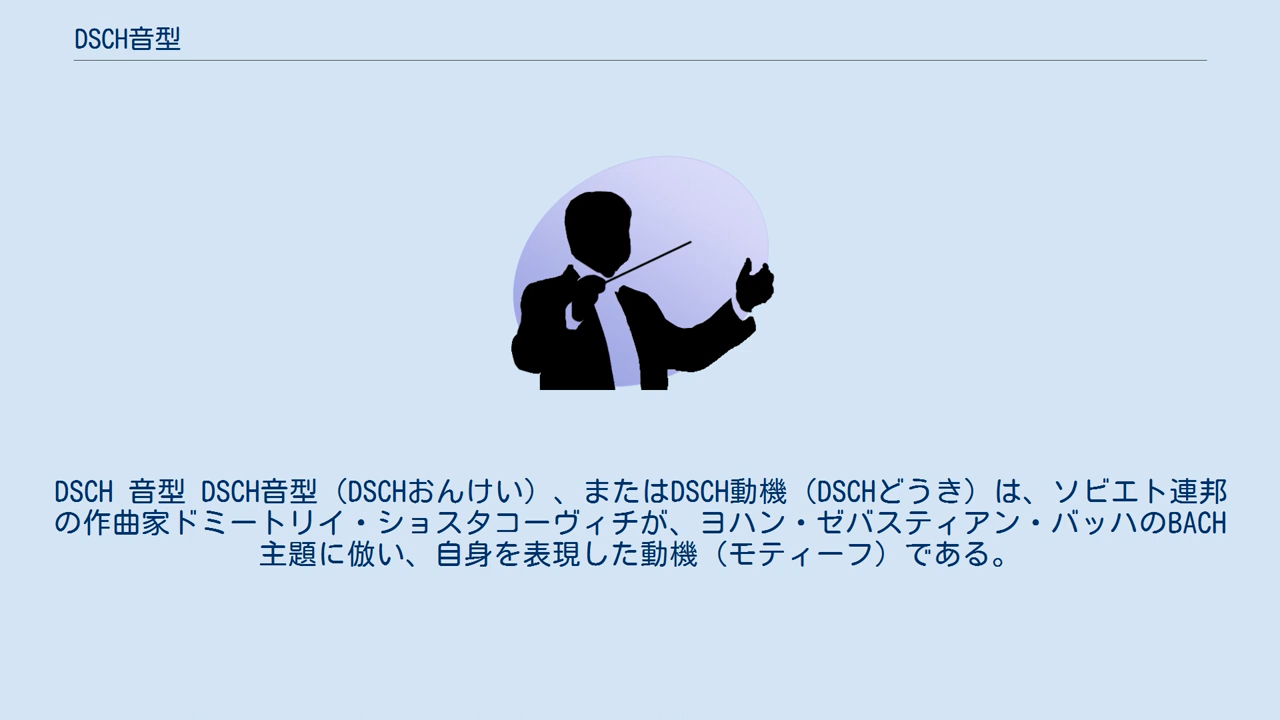 DSCH音型
DSCH 音型 DSCH音型（DSCHおんけい）、またはDSCH動機（DSCHどうき）は、ソビエト連邦
の作曲家ドミートリイ・ショスタコーヴィチが、ヨハン・ゼバスティアン・バッハのBACH
主題に倣い、自身を表現した動機（モティーフ）である。